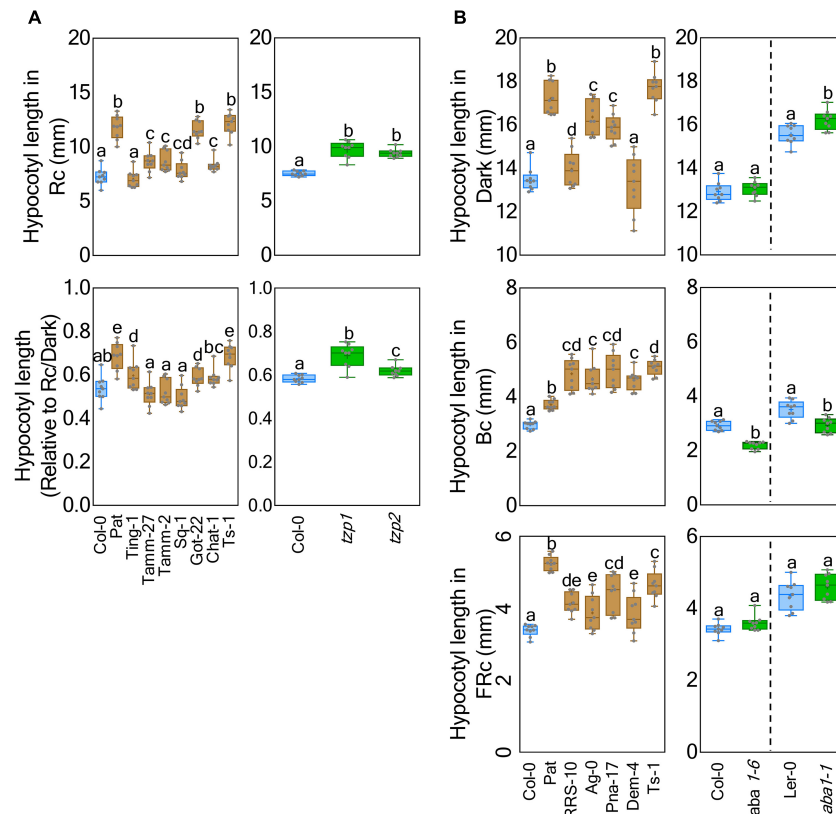 A
B
Hypocotyl length in
Rc (mm)
20
15
10
5
0
a
b
a
c
c
cd
b
c
b
a
b
b
Hypocotyl length in
Dark (mm)
20
18
16
14
12
10
a
b
d
c
c
a
b
20
18
16
14
12
10
a
a
a
b
Hypocotyl length
(Relative to Rc/Dark)
1.0
0.8
0.6
0.4
0.2
0.0
ab
e
d
a
a
a
d
bc
e
1.0
0.8
0.6
0.4
0.2
0.0
a
b
c
Col-0
Pat
Ting-1
Tamm-27
Tamm-2
Sq-1
Got-22
Chat-1
Ts-1
Col-0
tzp1
tzp2
Hypocotyl length in
Bc (mm)
8
6
4
2
0
a
b
cd
c
cd
c
d
8
6
4
2
0
a
b
a
b
Hypocotyl length in
FRc (mm)
6
4
2
0
a
b
de
e
cd
e
c
6
4
2
0
a
a
a
a
Col-0
Pat
RRS-10
Ag-0
Pna-17
Dem-4
Ts-1
Col-0
aba 1-6
Ler-0
aba1-1